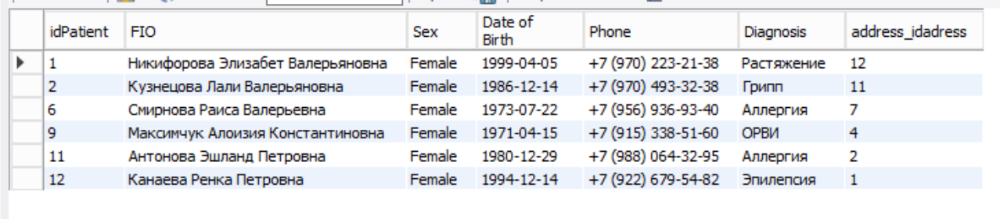 idPatient FIO Sex Date of Birth Phone Diagnosis address_idadress
1 Никифорова Элизабет Валерьяновна Female 1999-04-05 +7 (970) 223-21-38 Растяжение 12
2 Кузнецова Лали Валерьяновна Female 1986-12-14 +7 (970) 493-32-38 Грипп 11
6 Смирнова Раиса Валерьевна Female 1973-07-22 +7 (956) 936-93-40 Аллергия 7
9 Максимчук Алоизия Константиновна Female 1971-04-15 +7 (915) 338-51-60 ОРВИ 4
11 Антонова Эшланд Петровна Female 1980-12-29 +7 (988) 064-32-95 Аллергия 2
12 Канаева Ренка Петровна Female 1994-12-14 +7 (922) 679-54-82 Эпилепсия 1